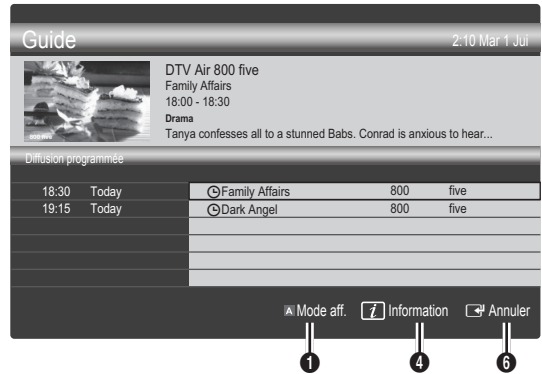 Guide
2:10 Mar 1 Jui
DTV Air 800 five
Family Affairs
18:00 - 18:30
Drama
Tanya confesses all to a stunned Babs. Conrad is anxious to hear...
800 five
Diffusion programmée
18:30 Today Family Affairs 800 five
19:15 Today Dark Angel 800 five
A Mode aff. i Information Annuler
1 4 6